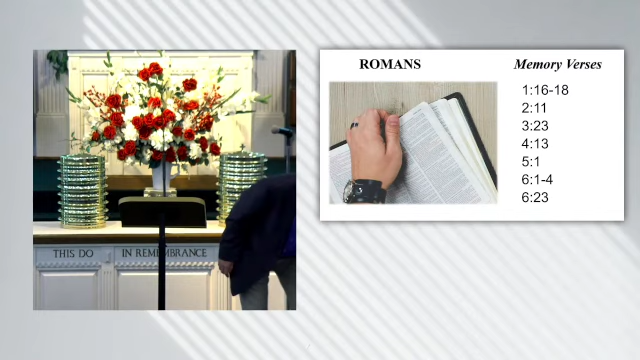 THIS DO IN REMEMBRANCE
ROMANS
Memory Verses
1:16-18
2:11
3:23
4:13
5:1
6:1-4
6:23